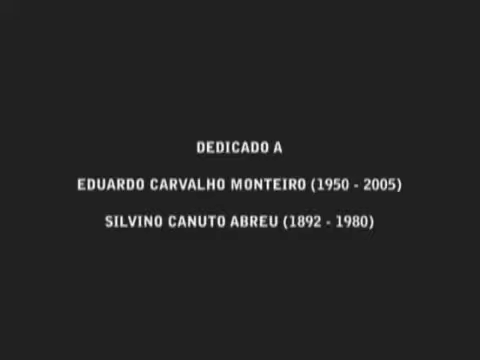 DEDICADO A
EDUARDO CARVALHO MONTEIRO (1950 - 2005)
SILVINO CANUTO ABREU (1892 - 1980)